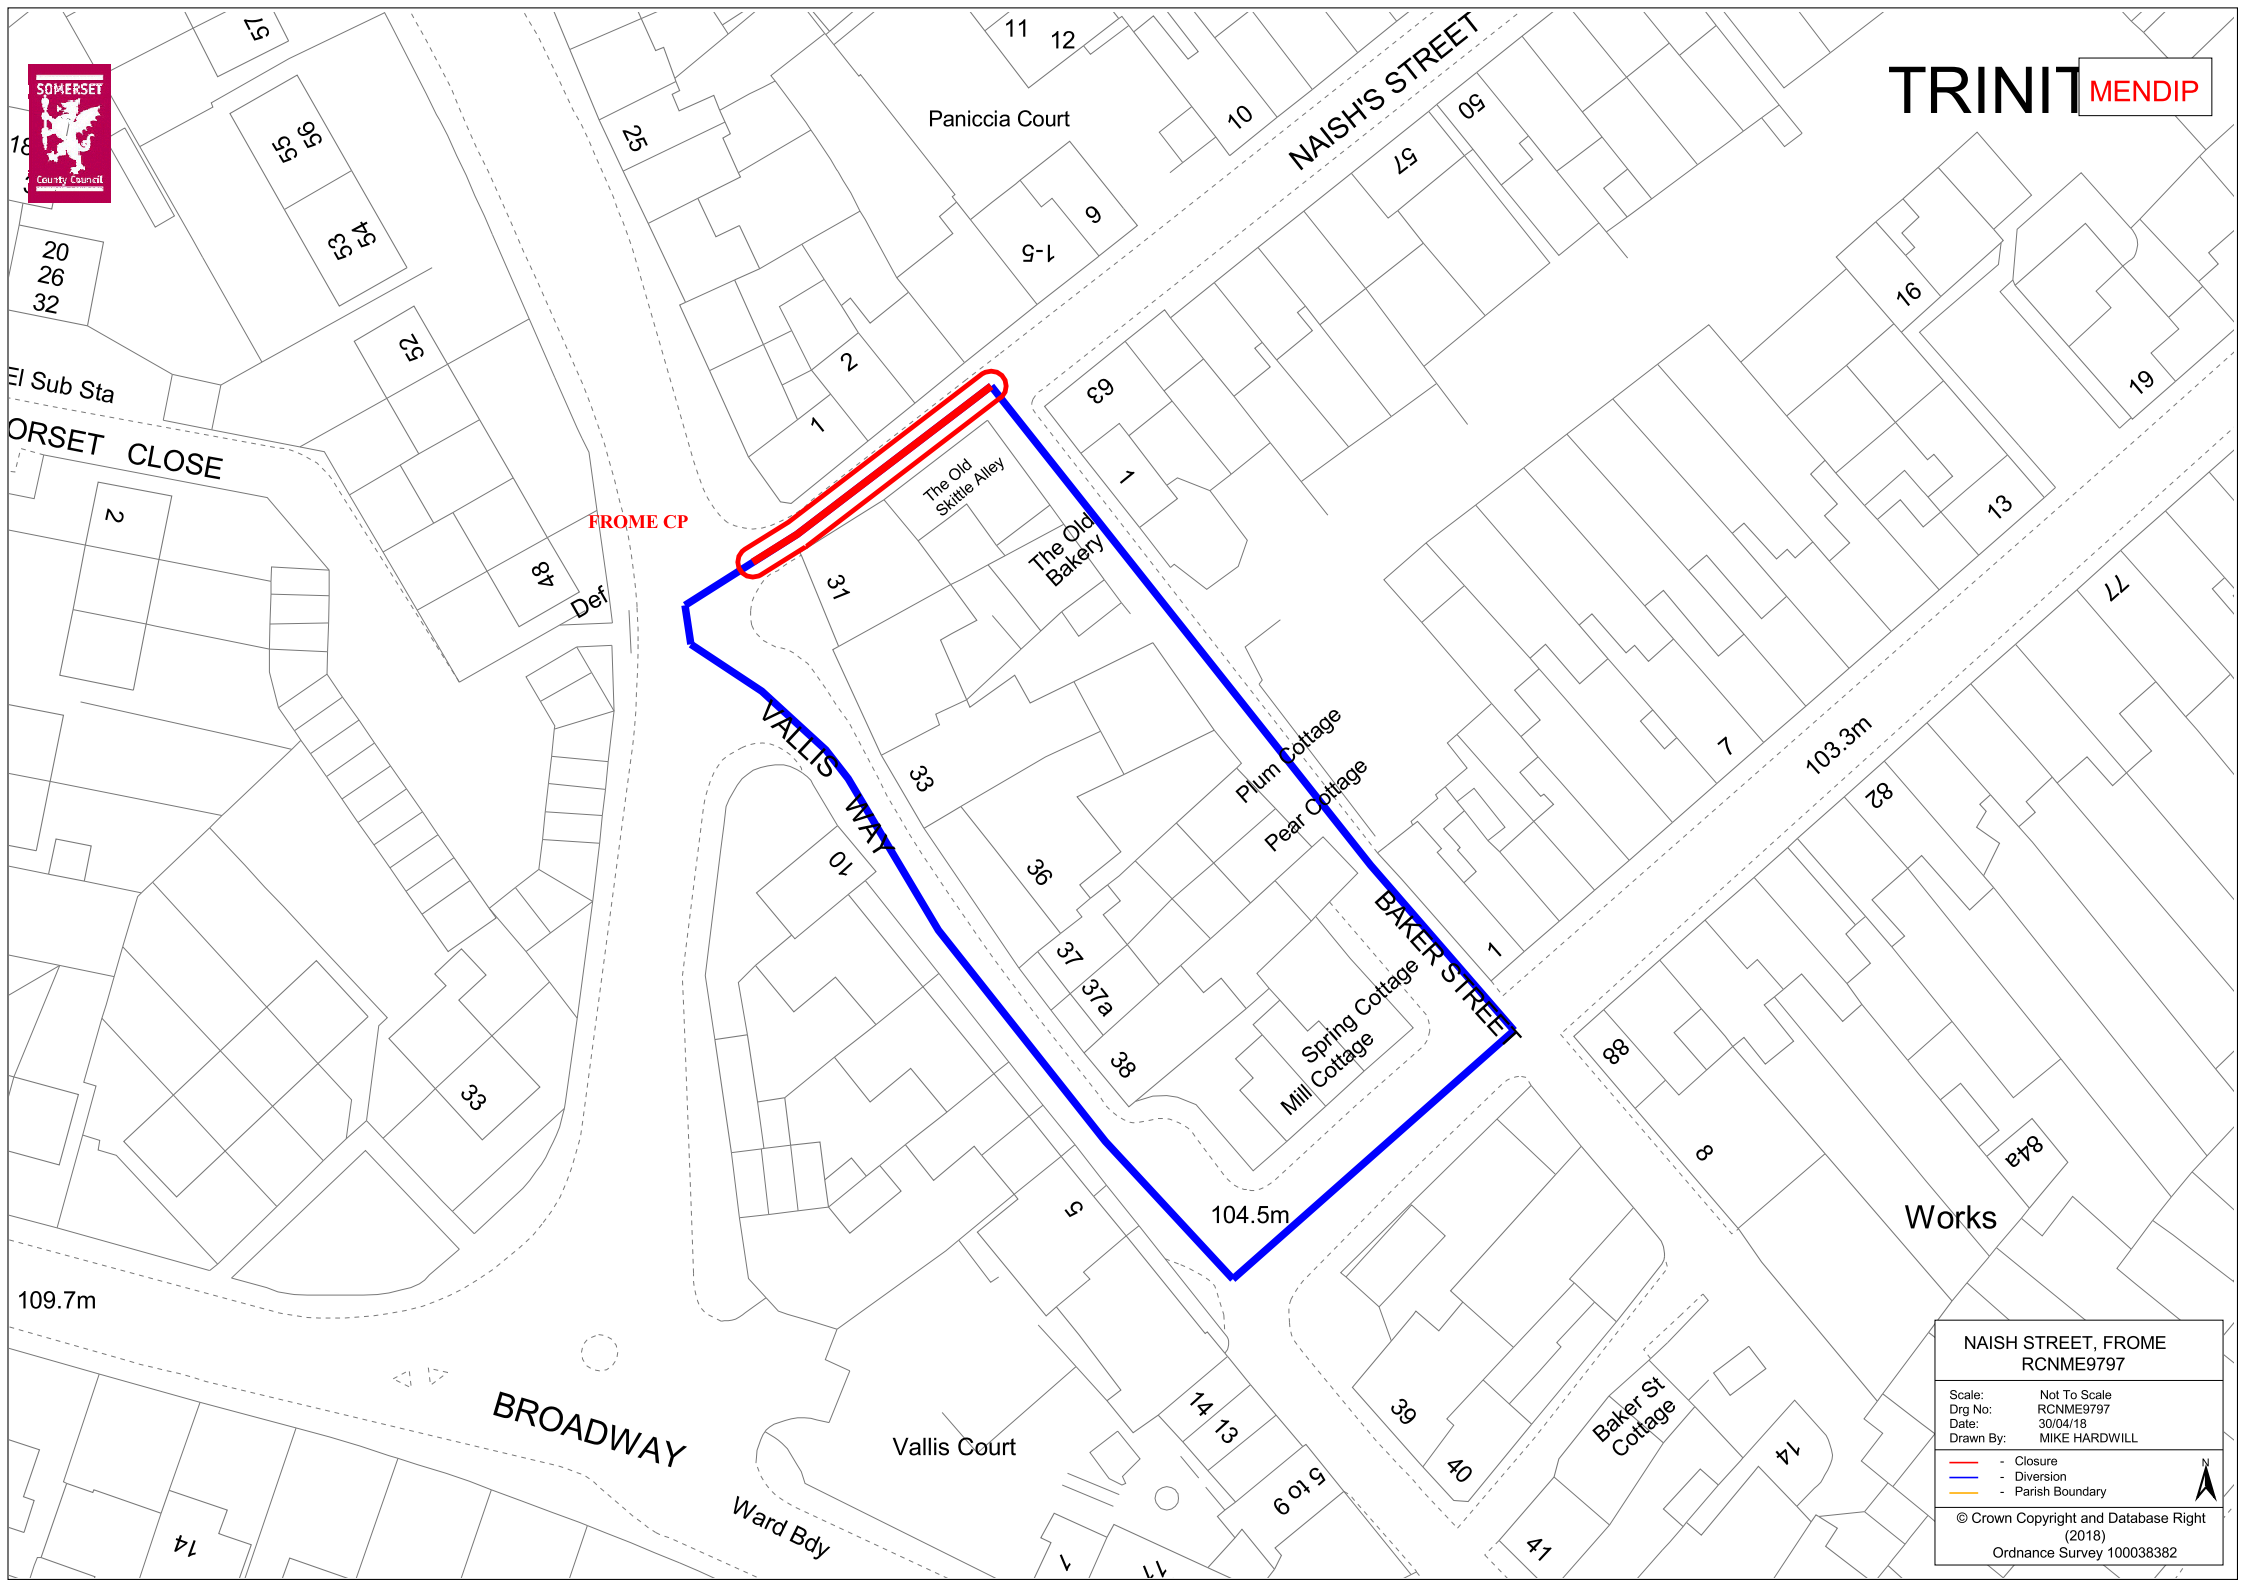 57
11
12
NAISH'S STREET
TRINIT
MENDIP
SOMERSET
County Council
18
56
55
25
Paniccia Court
10
50
57
54
53
6
1-5
20
26
32
16
52
2
63
19
El Sub Sta
1
ORSET CLOSE
The Old
Skittle Alley
1
2
FROME CP
13
The Old
Bakery
48
Def
31
77
VALLIS WAY
33
Plum Cottage
Pear Cottage
7
103.3m
82
10
36
BAKER STREET
1
37
37a
Spring Cottage
Mill Cottage
38
88
33
8
84a
5
104.5m
Works
109.7m
BROADWAY
Vallis Court
14
13
39
40
Baker St
Cottage
14
5 to 9
Ward Bdy
14
7
11
41
NAISH STREET, FROME
RCNME9797
Scale: Not To Scale
Drg No: RCNME9797
Date: 30/04/18
Drawn By: MIKE HARDWILL
- Closure
- Diversion
- Parish Boundary
N
© Crown Copyright and Database Right
(2018)
Ordnance Survey 100038382